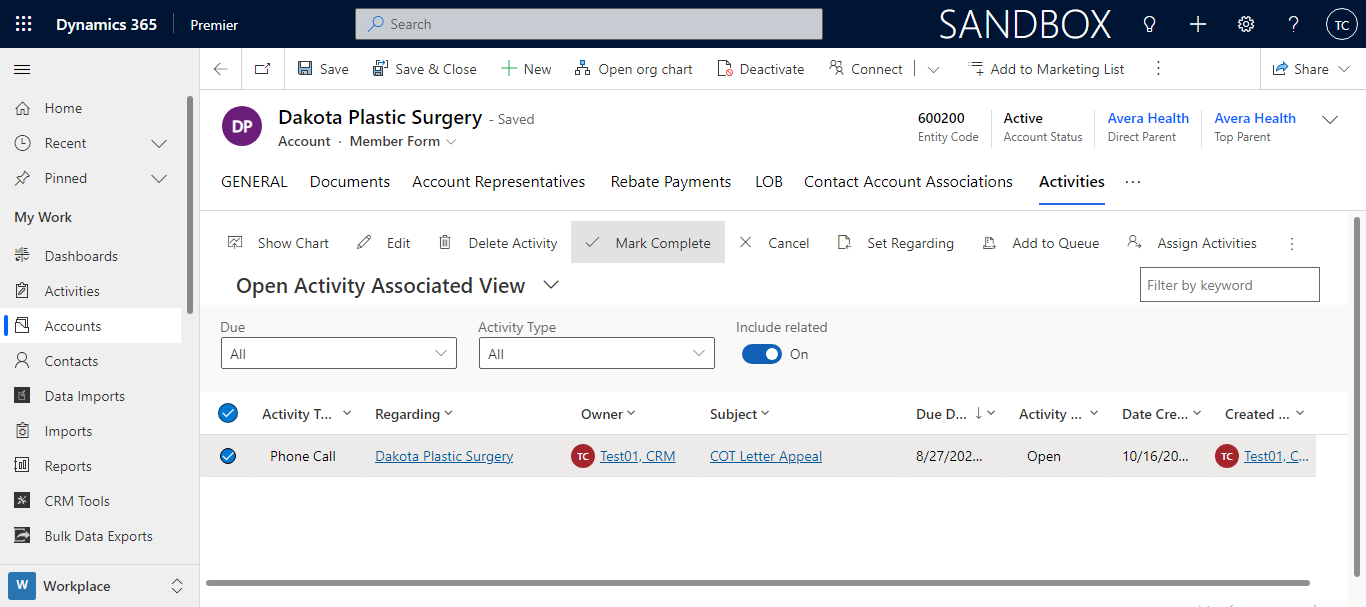 Dynamics 365 Premier Search SANDBOX ? TC
Save Save & Close New Open org chart Deactivate Connect Add to Marketing List Share
Home
Recent
Pinned
My Work
Dashboards
Activities
Accounts
Contacts
Data Imports
Imports
Reports
CRM Tools
Bulk Data Exports
W Workplace
DP Dakota Plastic Surgery - Saved
Account · Member Form
600200 Active Avera Health Avera Health
Entity Code Account Status Direct Parent Top Parent
GENERAL Documents Account Representatives Rebate Payments LOB Contact Account Associations Activities ...
Show Chart Edit Delete Activity Mark Complete Cancel Set Regarding Add to Queue Assign Activities
Open Activity Associated View Filter by keyword
Due Activity Type Include related
All All On
Activity T... Regarding Owner Subject Due D... Activity ... Date Cre... Created ...
Phone Call Dakota Plastic Surgery TC Test01, CRM COT Letter Appeal 8/27/202... Open 10/16/20... TC Test01, C...